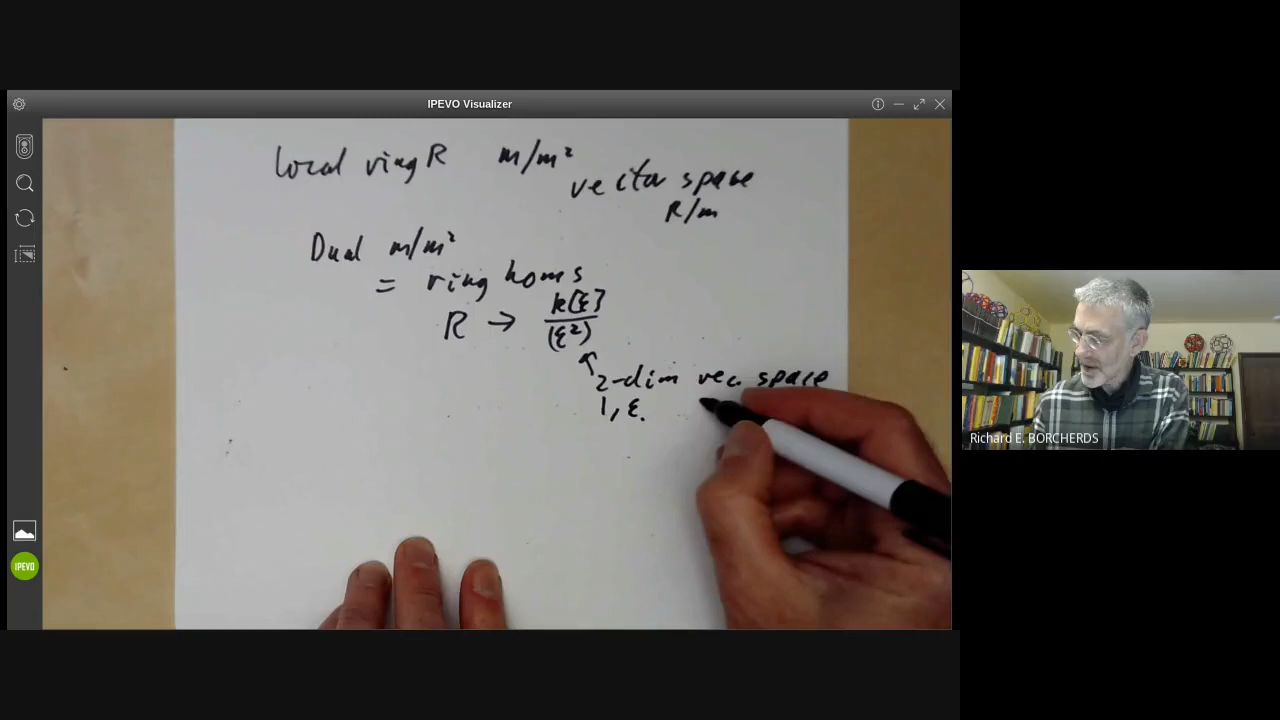 IPEVO Visualizer
local ring R m/m²
vector space
R/m
Dual m/m²
= ring homs
R → k[ε]/(ε²)
2-dim vec. space
1, ε.
Richard E. BORCHERDS
IPEVO